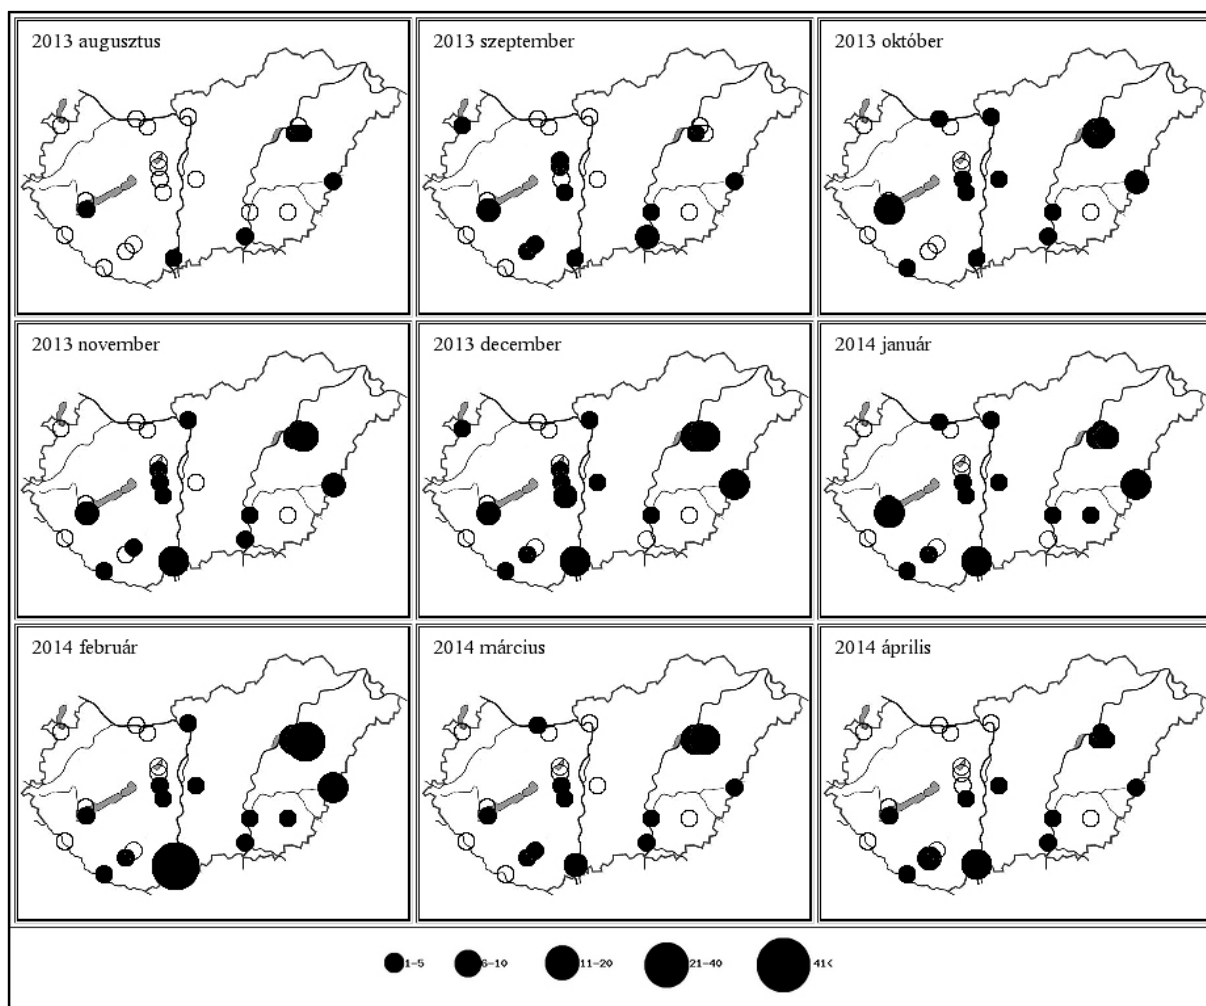 2013 augusztus
2013 szeptember
2013 október
2013 november
2013 december
2014 január
2014 február
2014 március
2014 április
1-5
6-10
11-20
21-40
41<